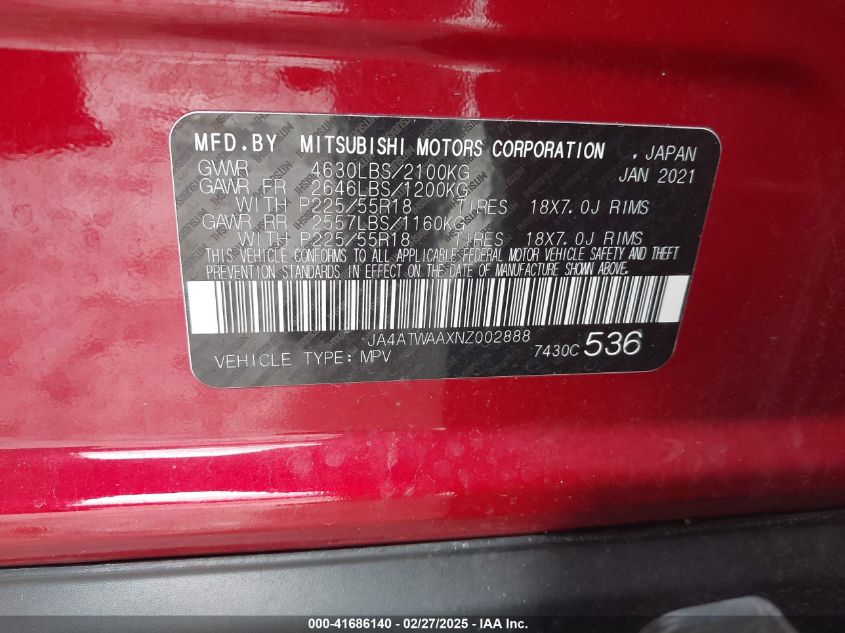 MFD.BY MITSUBISHI MOTORS CORPORATION , JAPAN
GVWR 4630LBS/2100KG JAN 2021
GAWR FR 2646LBS/1200KG
WITH P225/55R18 TIRES 18X7.0J RIMS
GAWR RR 2557LBS/1160KG
WITH P225/55R18 TIRES 18X7.0J RIMS
THIS VEHICLE CONFORMS TO ALL APPLICABLE FEDERAL MOTOR VEHICLE SAFETY AND THEFT
PREVENTION STANDARDS IN EFFECT ON THE DATE OF MANUFACTURE SHOWN ABOVE.
JA4ATWAAXNZ002888
VEHICLE TYPE: MPV 7430C 536
000-41686140 - 02/27/2025 - IAA Inc.